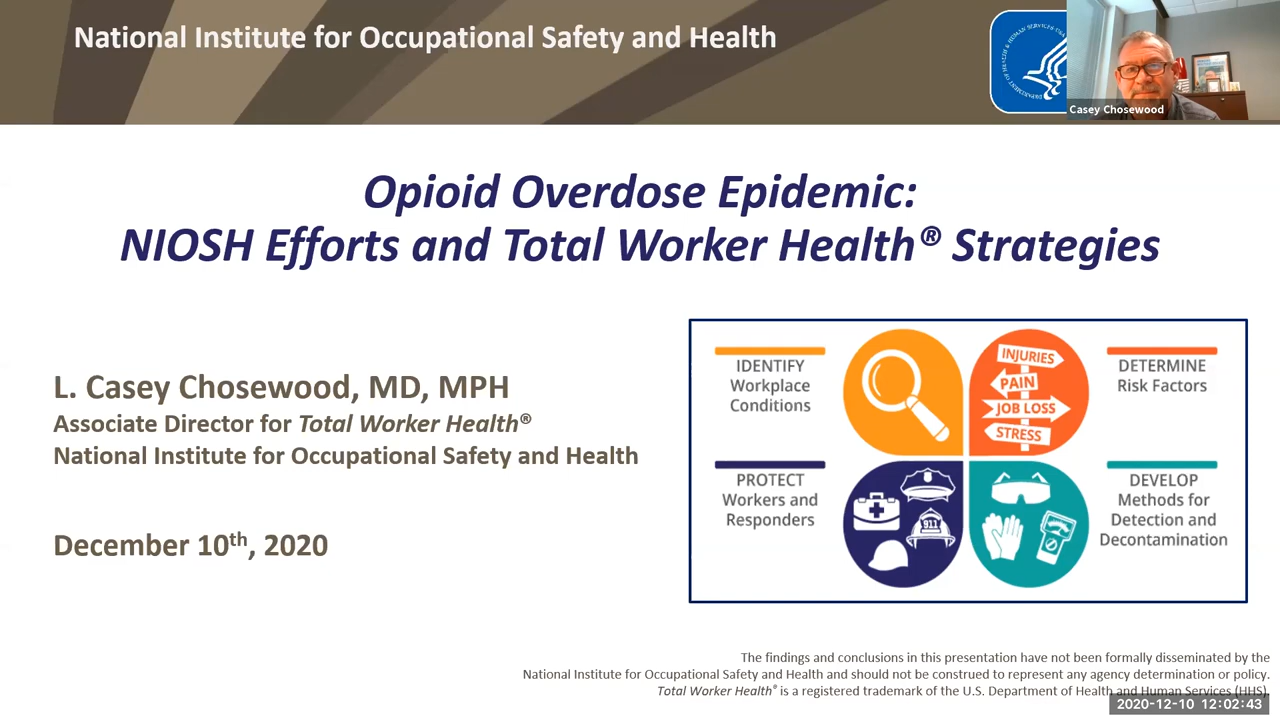 National Institute for Occupational Safety and Health
Casey Chosewood
Opioid Overdose Epidemic:
NIOSH Efforts and Total Worker Health® Strategies
L. Casey Chosewood, MD, MPH
Associate Director for Total Worker Health®
National Institute for Occupational Safety and Health
December 10th, 2020
IDENTIFY
Workplace
Conditions
INJURIES
PAIN
JOB LOSS
STRESS
DETERMINE
Risk Factors
PROTECT
Workers and
Responders
911
DEVELOP
Methods for
Detection and
Decontamination
The findings and conclusions in this presentation have not been formally disseminated by the
National Institute for Occupational Safety and Health and should not be construed to represent any agency determination or policy.
Total Worker Health® is a registered trademark of the U.S. Department of Health and Human Services (HHS).
2020-12-10 12:02:43